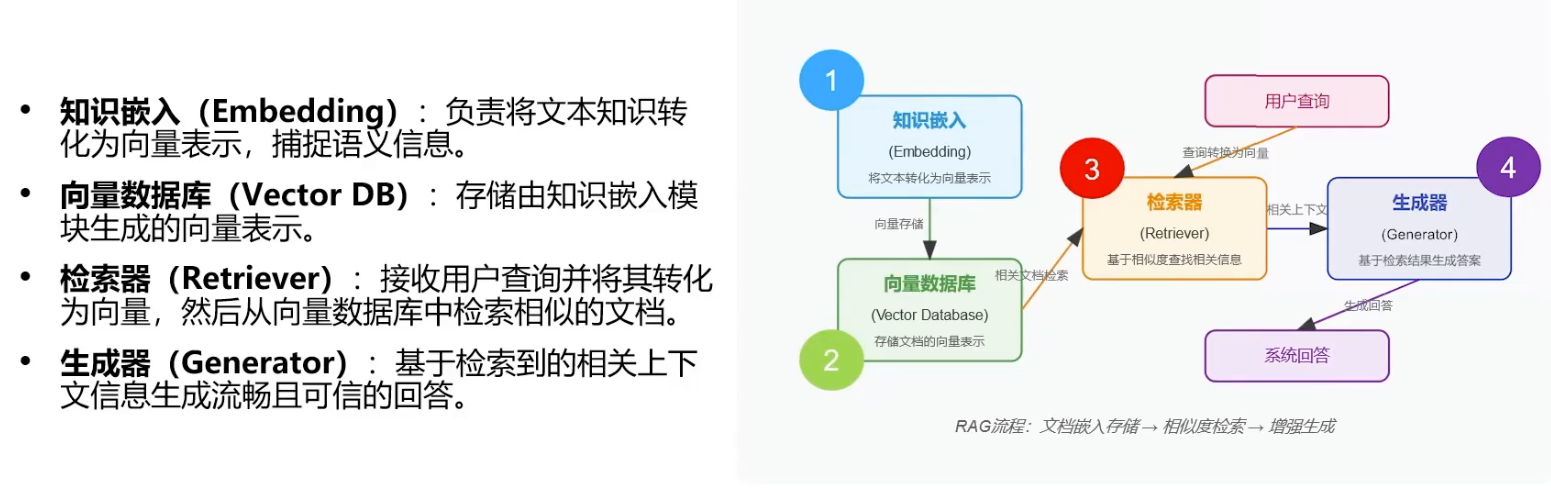 • 知识嵌入（Embedding）：负责将文本知识转
化为向量表示，捕捉语义信息。
• 向量数据库（Vector DB）：存储由知识嵌入模
块生成的向量表示。
• 检索器（Retriever）：接收用户查询并将其转化
为向量，然后从向量数据库中检索相似的文档。
• 生成器（Generator）：基于检索到的相关上下
文信息生成流畅且可信的回答。
1
知识嵌入
(Embedding)
将文本转化为向量表示
向量存储
向量数据库
(Vector Database)
存储文档的向量表示
2
相关文档检索
用户查询
查询转换为向量
3
检索器
(Retriever)
基于相似度查找相关信息
相关上下文
4
生成器
(Generator)
基于检索结果生成答案
生成回答
系统回答
RAG流程：文档嵌入存储 → 相似度检索 → 增强生成